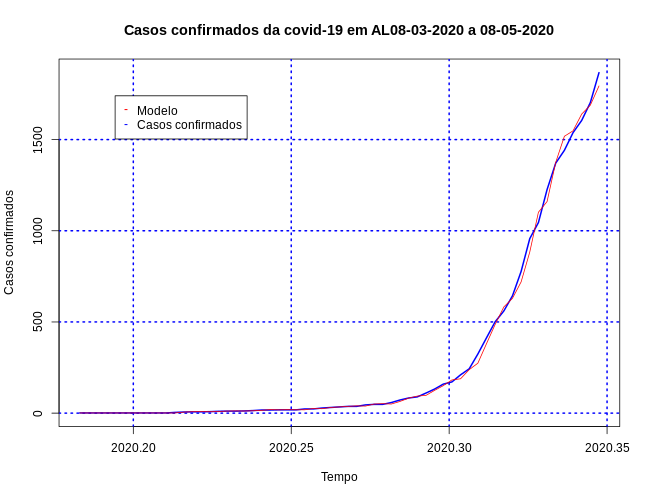 Casos confirmados da covid-19 em AL08-03-2020 a 08-05-2020
Modelo
Casos confirmados
Casos confirmados
1500
1000
500
0
2020.20
2020.25
2020.30
2020.35
Tempo